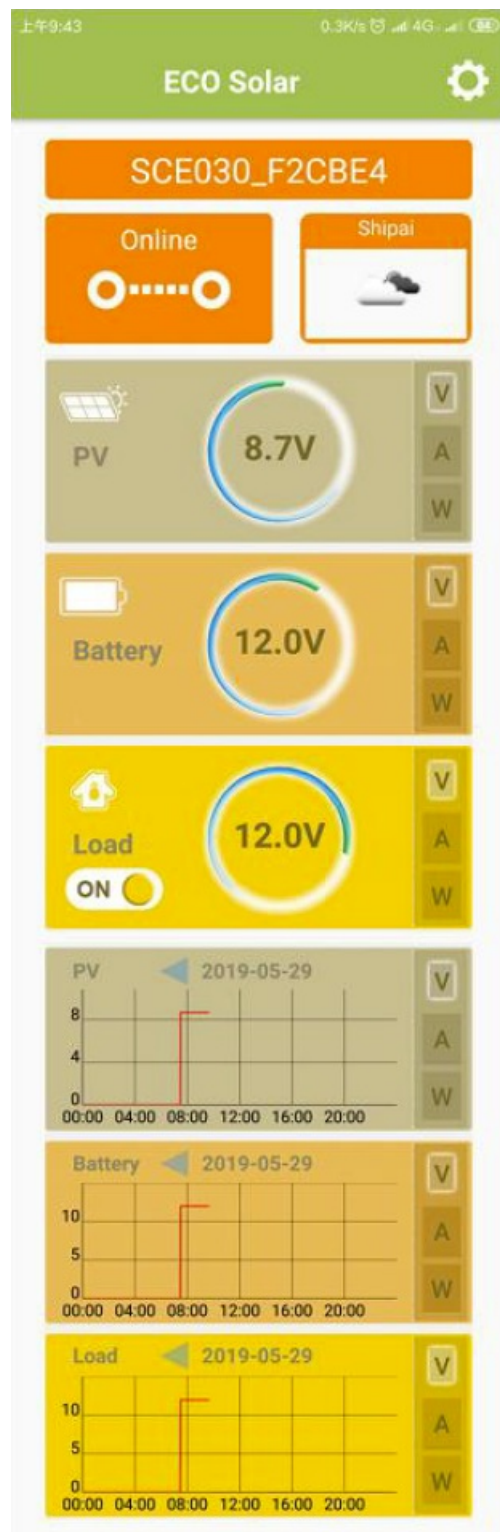 上午9:43 0.3K/s 4G 84
ECO Solar
SCE030_F2CBE4
Online
Shipai
PV
8.7V
V
A
W
Battery
12.0V
V
A
W
Load
ON
12.0V
V
A
W
PV 2019-05-29
V
A
W
8
4
0
00:00 04:00 08:00 12:00 16:00 20:00
Battery 2019-05-29
V
A
W
10
5
0
00:00 04:00 08:00 12:00 16:00 20:00
Load 2019-05-29
V
A
W
10
5
0
00:00 04:00 08:00 12:00 16:00 20:00